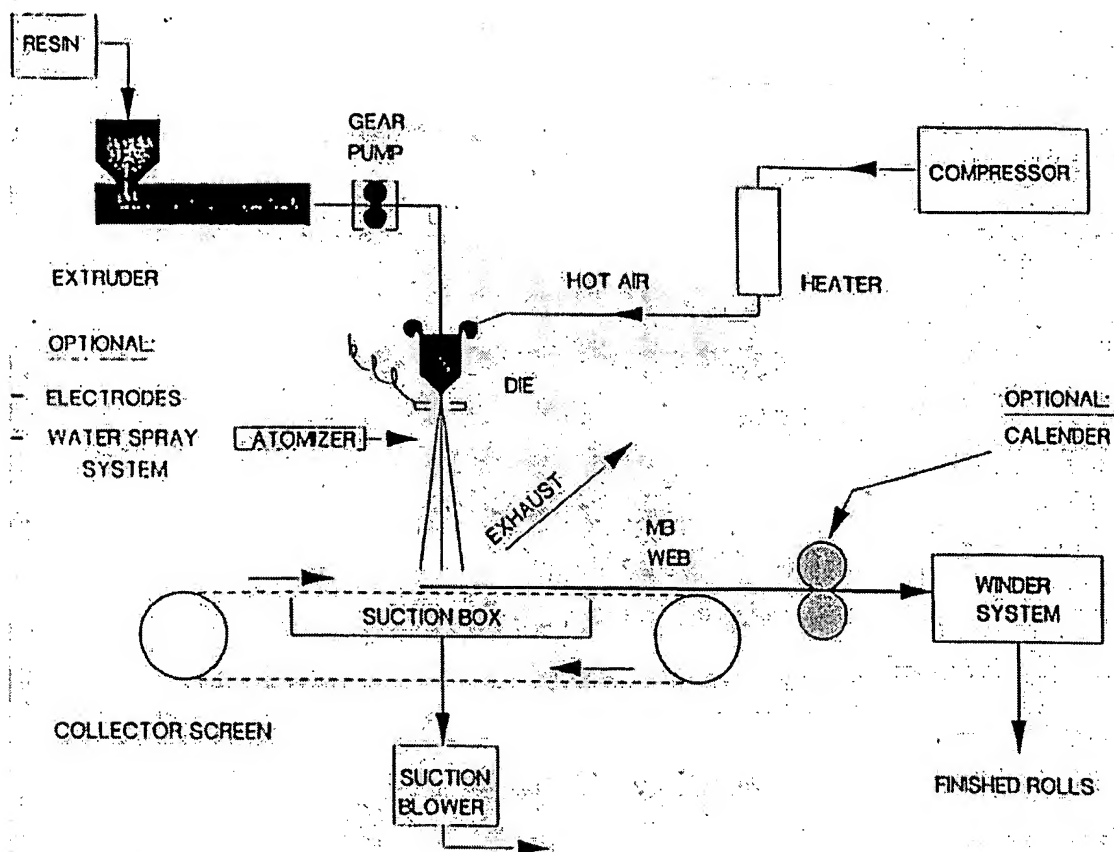 RESIN
GEAR
PUMP
COMPRESSOR
EXTRUDER
HOT AIR
HEATER
OPTIONAL:
DIE
- ELECTRODES
- WATER SPRAY
SYSTEM
ATOMIZER
OPTIONAL:
CALENDER
EXHAUST
MB
WEB
SUCTION BOX
WINDER
SYSTEM
COLLECTOR SCREEN
SUCTION
BLOWER
FINISHED ROLLS